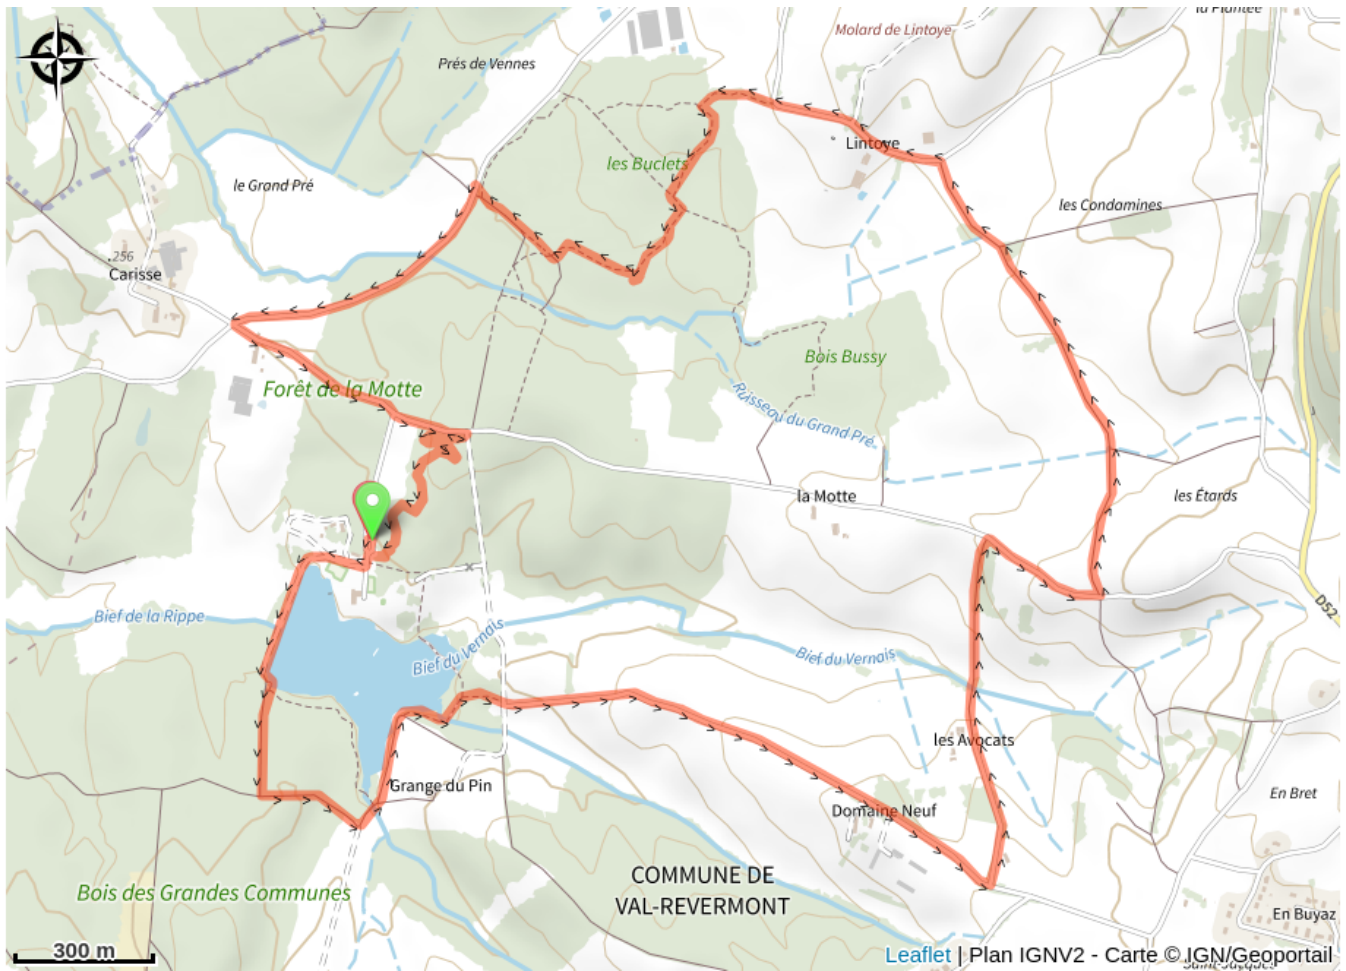 la Plantée
Molard de Lintoye
Prés de Vennes
Lintoye
les Buclets
le Grand Pré
les Condamines
.256
Carisse
Bois Bussy
Forêt de la Motte
Ruisseau du Grand Pré
la Motte
les Étards
D52
Bief de la Rippe
Bief du Vernais
Bief du Vernais
les Avocats
Grange du Pin
En Bret
Domaine Neuf
COMMUNE DE
VAL-REVERMONT
Bois des Grandes Communes
En Buyaz
300 m
Leaflet | Plan IGNV2 - Carte © IGN/Geoportail